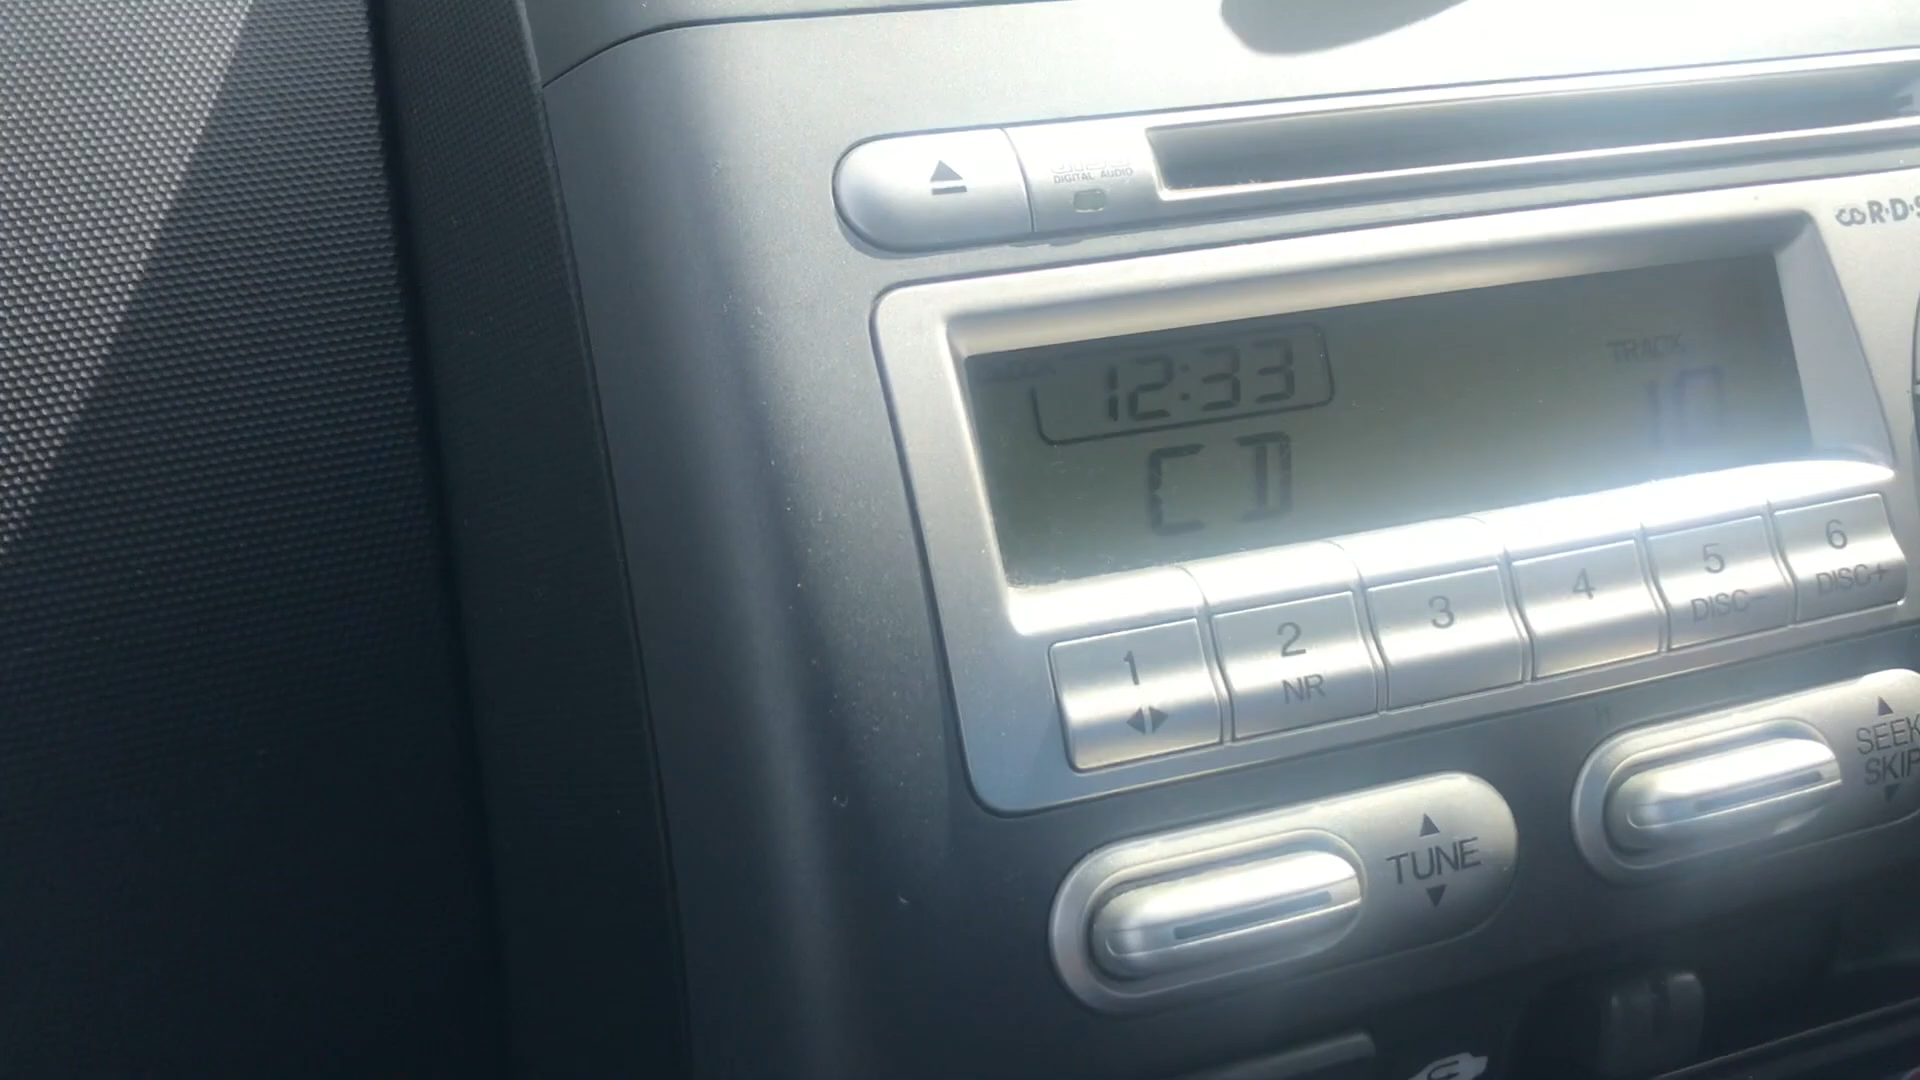 DIGITAL AUDIO
CD-R·D·
12:33
TRACK
10
CD
1
2
NR
3
4
5
DISC−
6
DISC+
TUNE
SEEK
SKIP